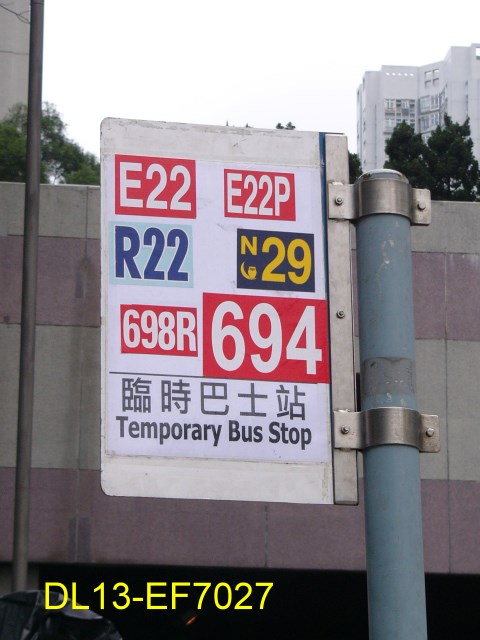 E22 E22P
R22 N29
698R 694
臨時巴士站
Temporary Bus Stop
DL13-EF7027